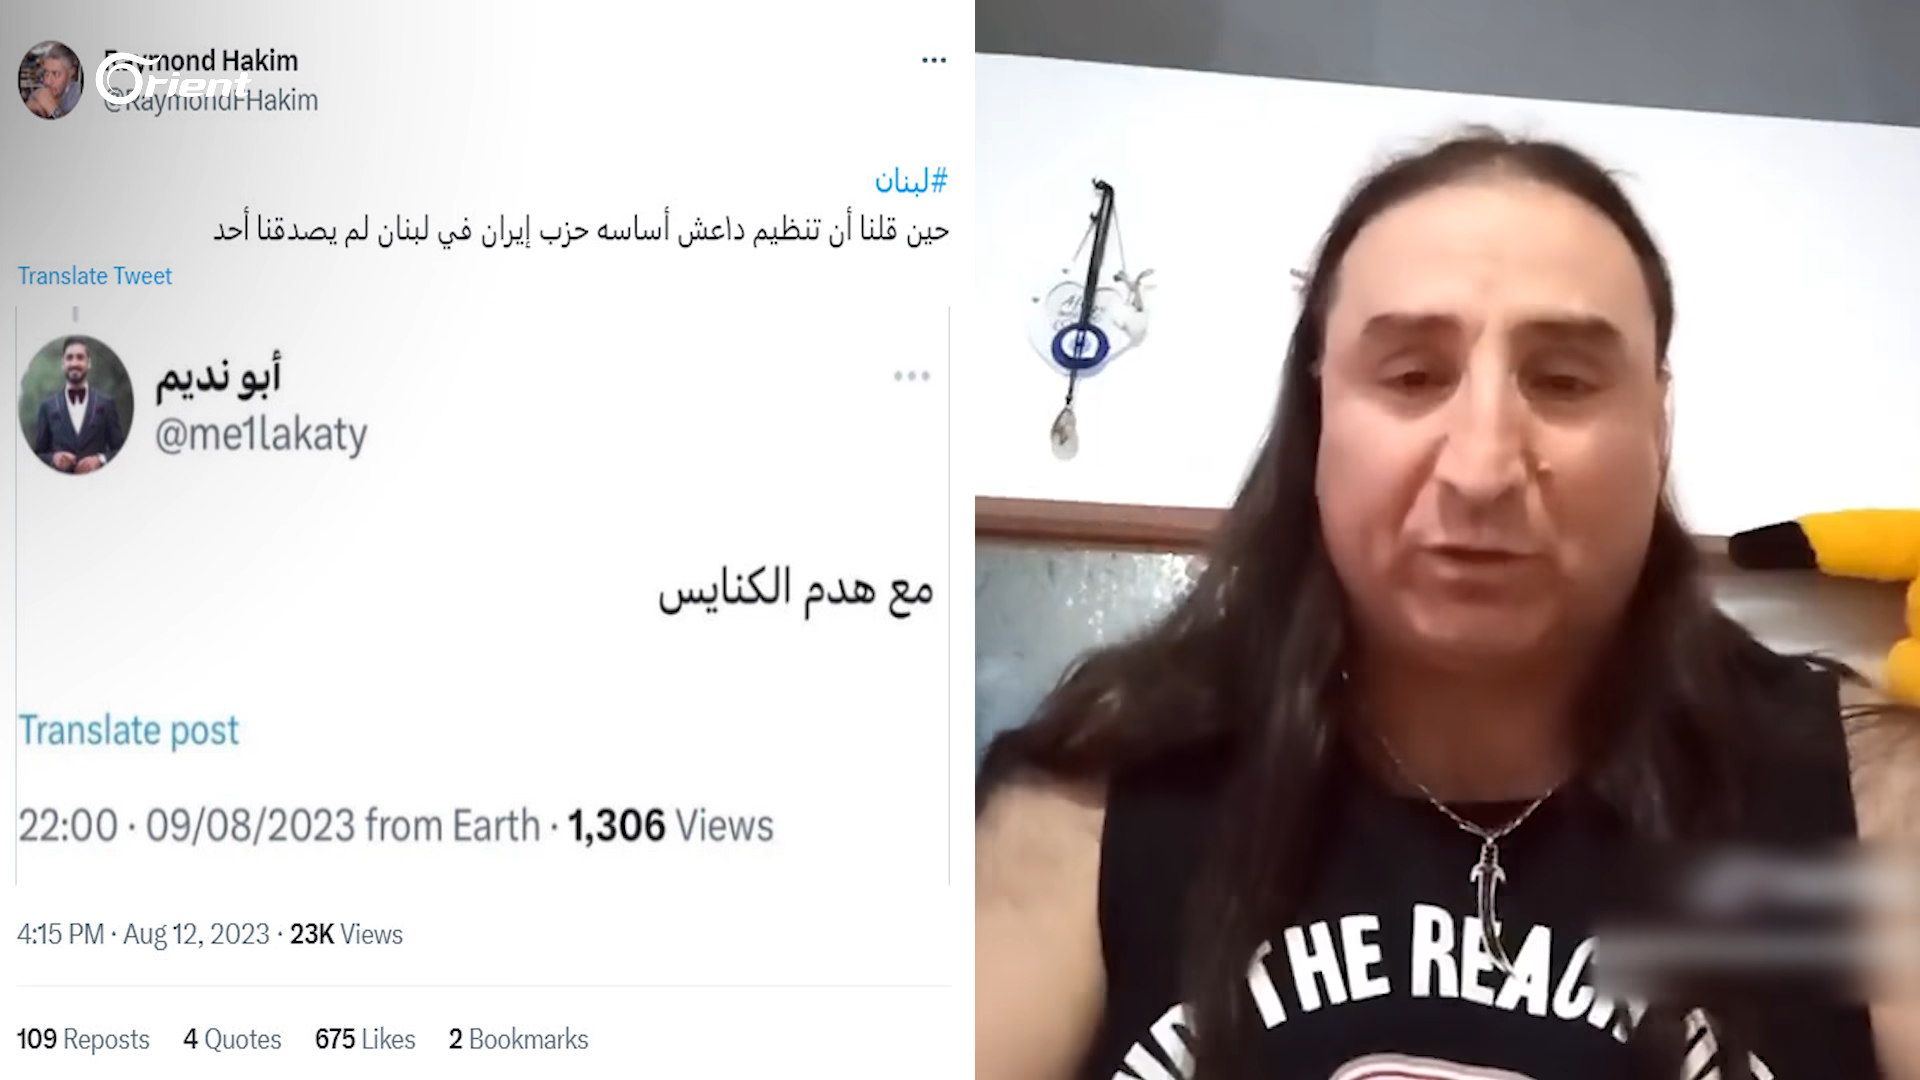 Raymond Hakim
Orient
@RaymondFHakim
#لبنان
حين قلنا أن تنظيم داعش أساسه حزب إيران في لبنان لم يصدقنا أحد
Translate Tweet
أبو نديم
@me1lakaty
مع هدم الكنايس
Translate post
22:00 · 09/08/2023 from Earth · 1,306 Views
4:15 PM · Aug 12, 2023 · 23K Views
109 Reposts 4 Quotes 675 Likes 2 Bookmarks
THE REAC